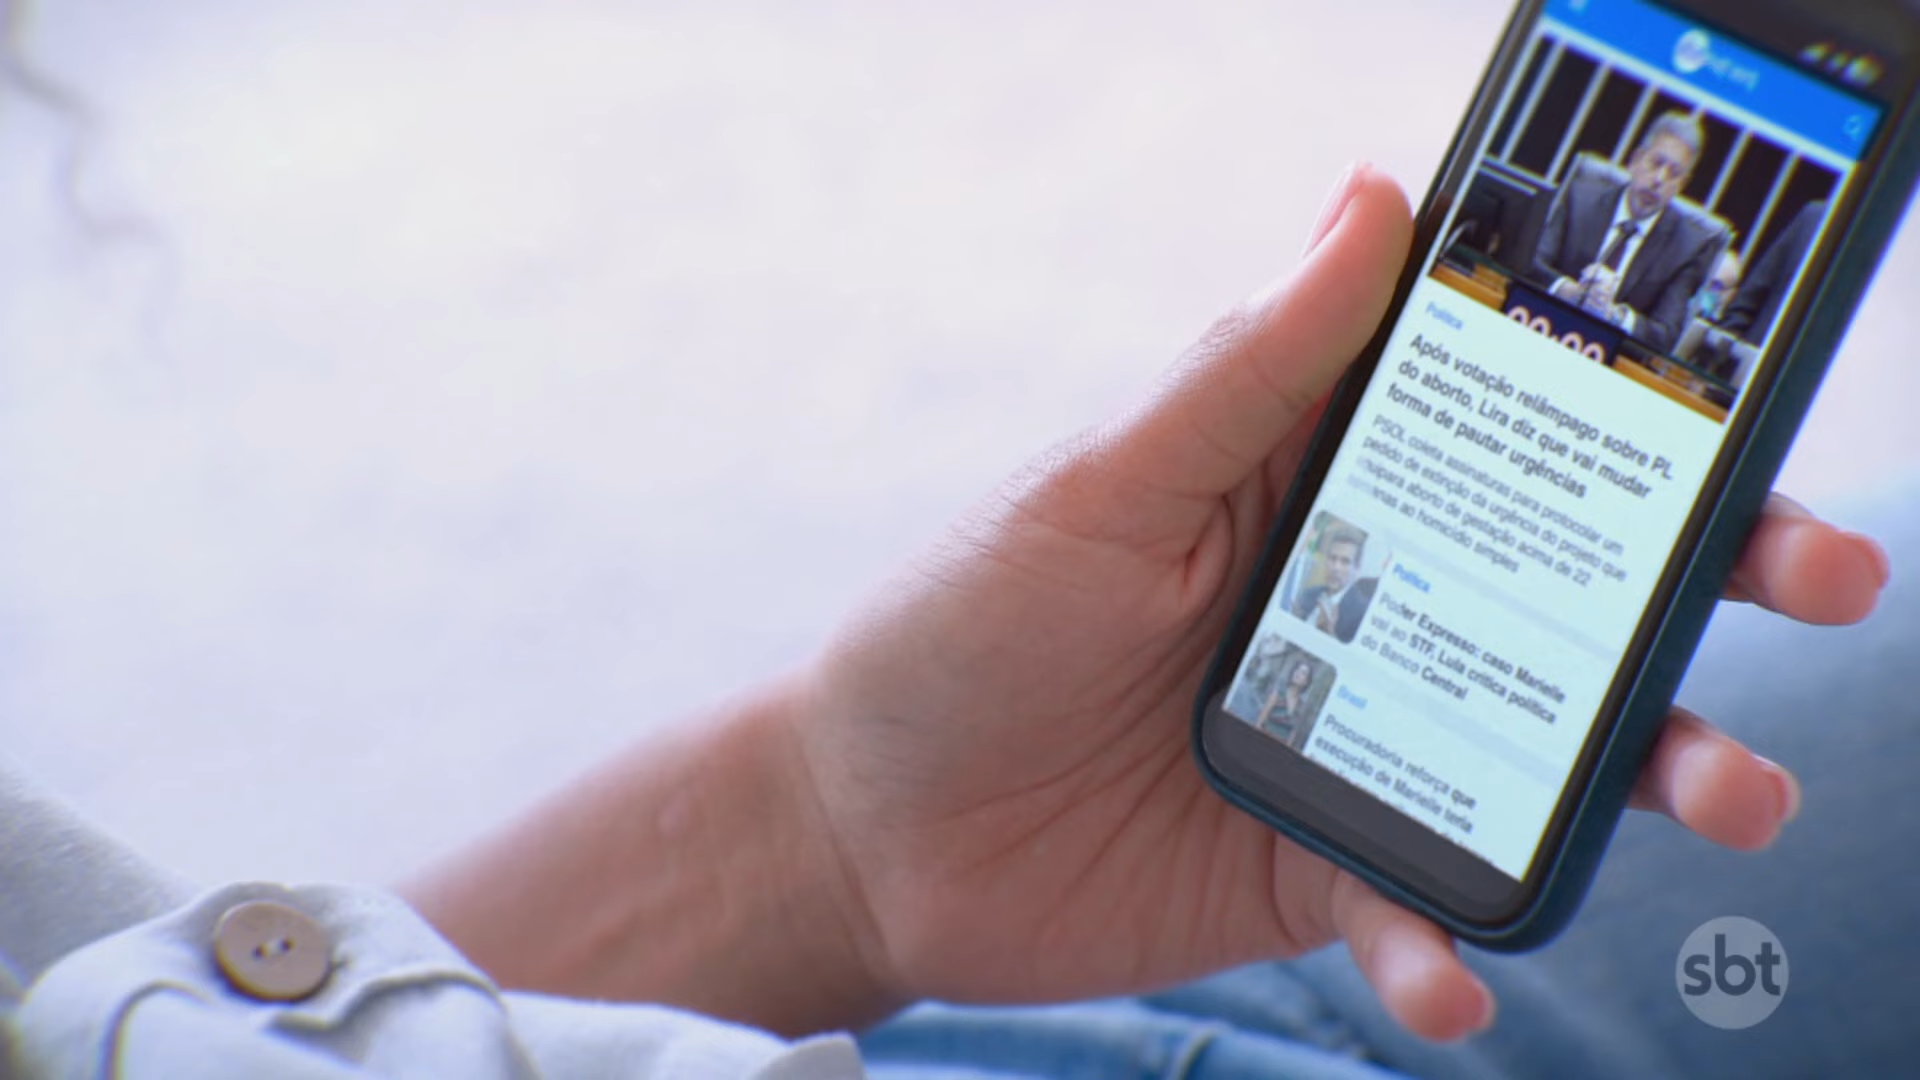 00:00
Política
Após votação relâmpago sobre PL
do aborto, Lira diz que vai mudar
forma de pautar urgências
PSOL coleta assinaturas para protocolar um
pedido de extinção da urgência do projeto que
equipara aborto de gestação acima de 22
semanas ao homicídio simples
Política
Poder Expresso: caso Marielle
vai ao STF, Lula critica política
do Banco Central
Brasil
Procuradoria reforça que
execução de Marielle teria
sbt